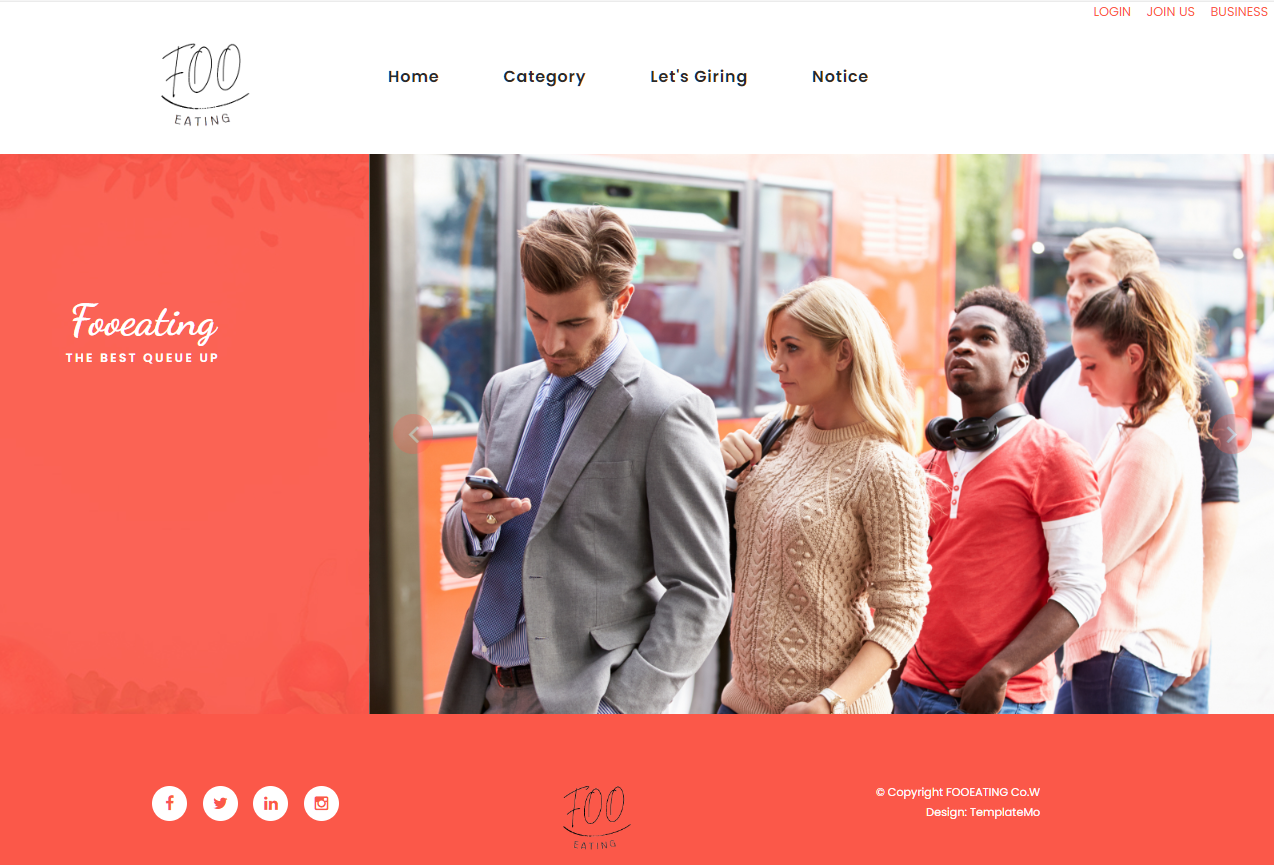 LOGIN JOIN US BUSINESS
FOO
EATING
Home Category Let's Giring Notice
Fooeating
THE BEST QUEUE UP
FOO
EATING
© Copyright FOOEATING Co.W
Design: TemplateMo